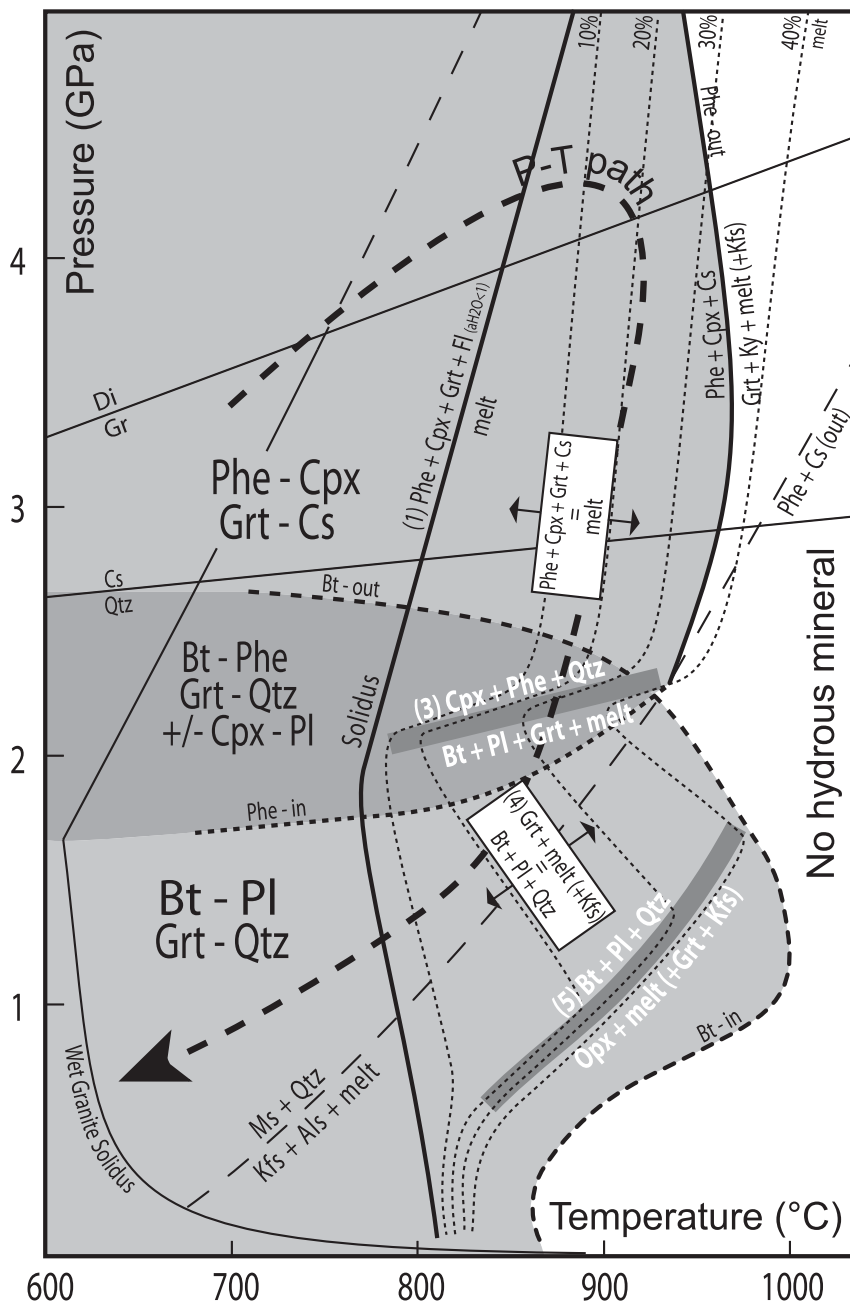 10%
20%
30%
40%
melt
Pressure (GPa)
Phe - out
P-T path
4
Phe + Cpx + Cs
Grt + Ky + melt (+Kfs)
(1) Phe + Cpx + Grt + Fl (aH2O<1)
melt
Di
Gr
Phe - Cpx
Grt - Cs
Phe + Cpx + Grt + Cs
=
melt
Phe + Cs (out)
3
Cs
Qtz
Bt - out
Bt - Phe
Grt - Qtz
+/- Cpx - Pl
Solidus
(3) Cpx + Phe + Qtz
Bt + Pl + Grt + melt
No hydrous mineral
2
Phe - in
(4) Grt + melt (+Kfs)
=
Bt + Pl + Qtz
Bt - Pl
Grt - Qtz
(5) Bt + Pl + Qtz
Opx + melt (+Grt + Kfs)
1
Bt - in
Wet Granite Solidus
Ms + Qtz
Kfs + Als + melt
Temperature (°C)
600
700
800
900
1000